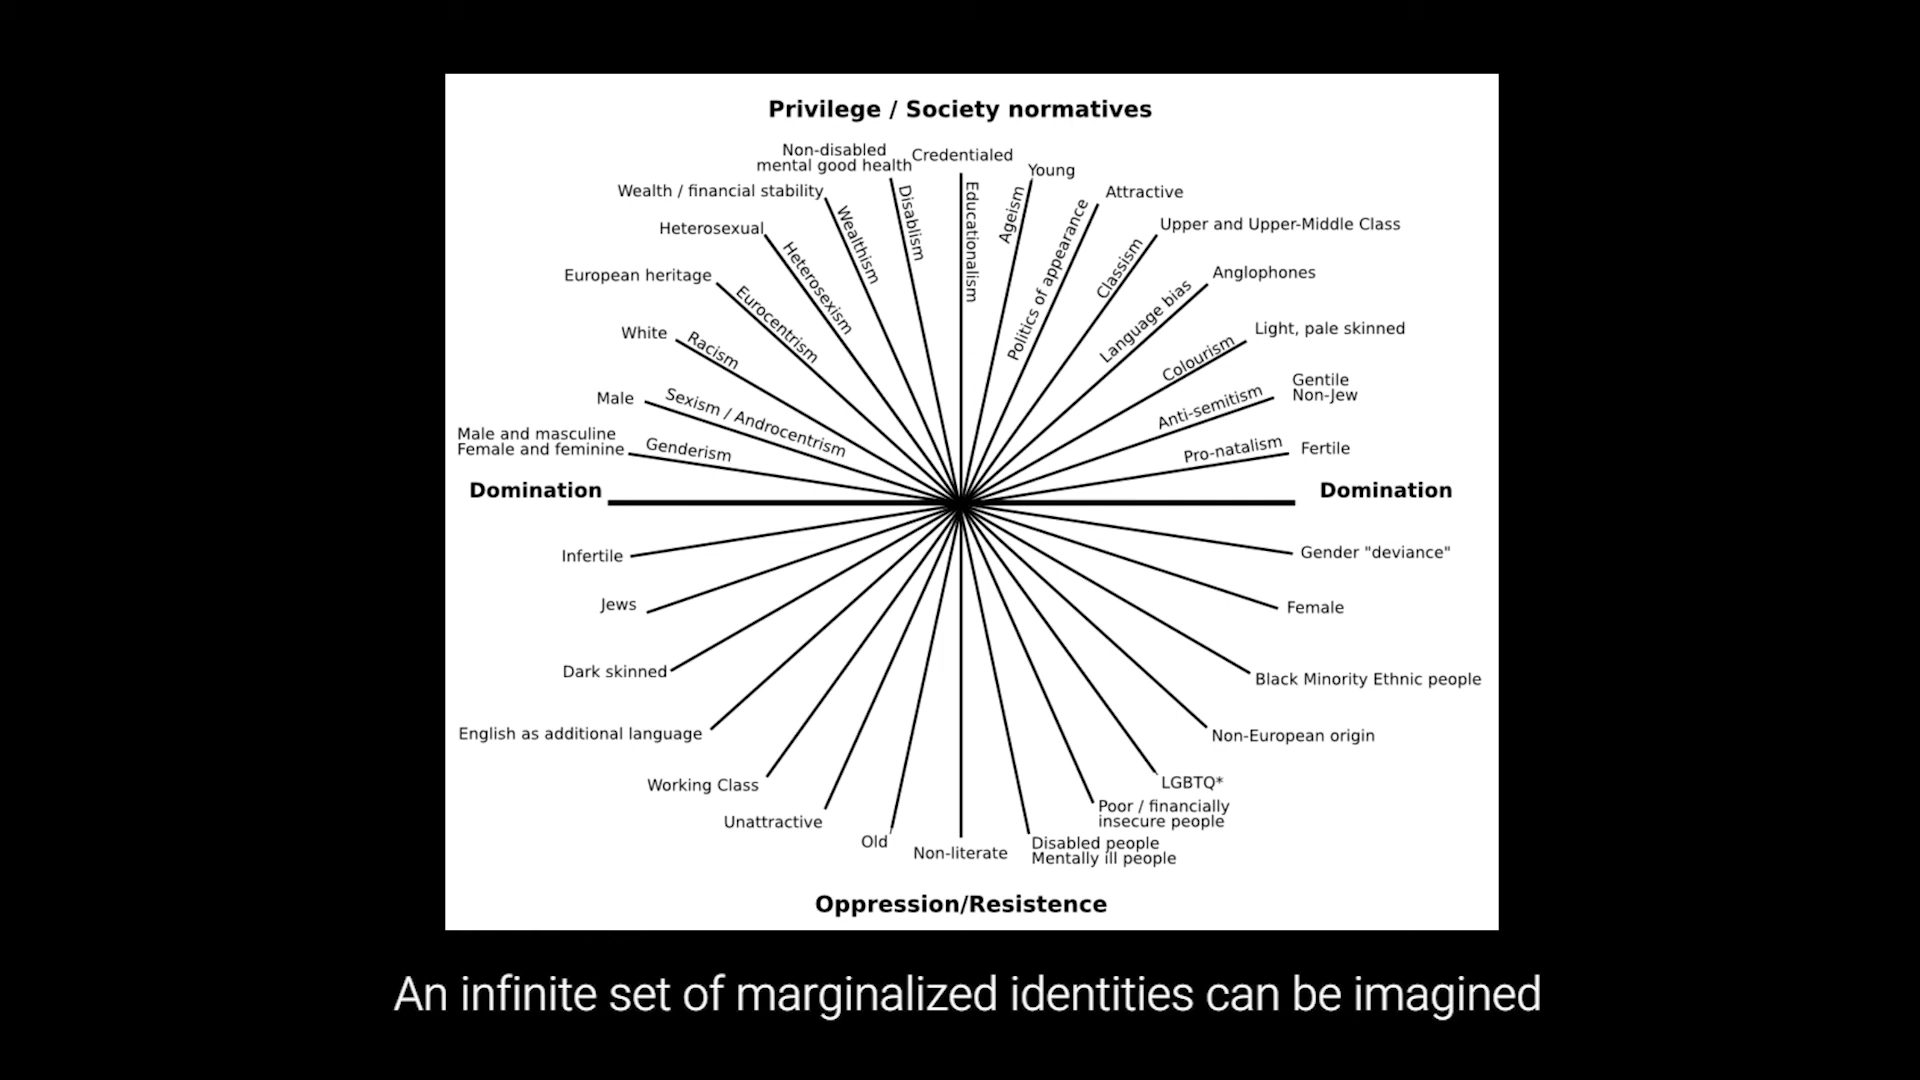 Privilege / Society normatives
Non-disabled
mental good health
Credentialed
Young
Wealth / financial stability
Attractive
Heterosexual
Upper and Upper-Middle Class
European heritage
Anglophones
White
Light, pale skinned
Male
Gentile
Non-Jew
Male and masculine
Female and feminine
Fertile
Genderism
Sexism / Androcentrism
Racism
Eurocentrism
Heterosexism
Wealthism
Disablism
Educationalism
Ageism
Politics of appearance
Classism
Language bias
Colourism
Anti-semitism
Pro-natalism
Domination
Domination
Infertile
Gender "deviance"
Jews
Female
Dark skinned
Black Minority Ethnic people
English as additional language
Non-European origin
Working Class
LGBTQ*
Unattractive
Poor / financially
insecure people
Old
Non-literate
Disabled people
Mentally ill people
Oppression/Resistence
An infinite set of marginalized identities can be imagined